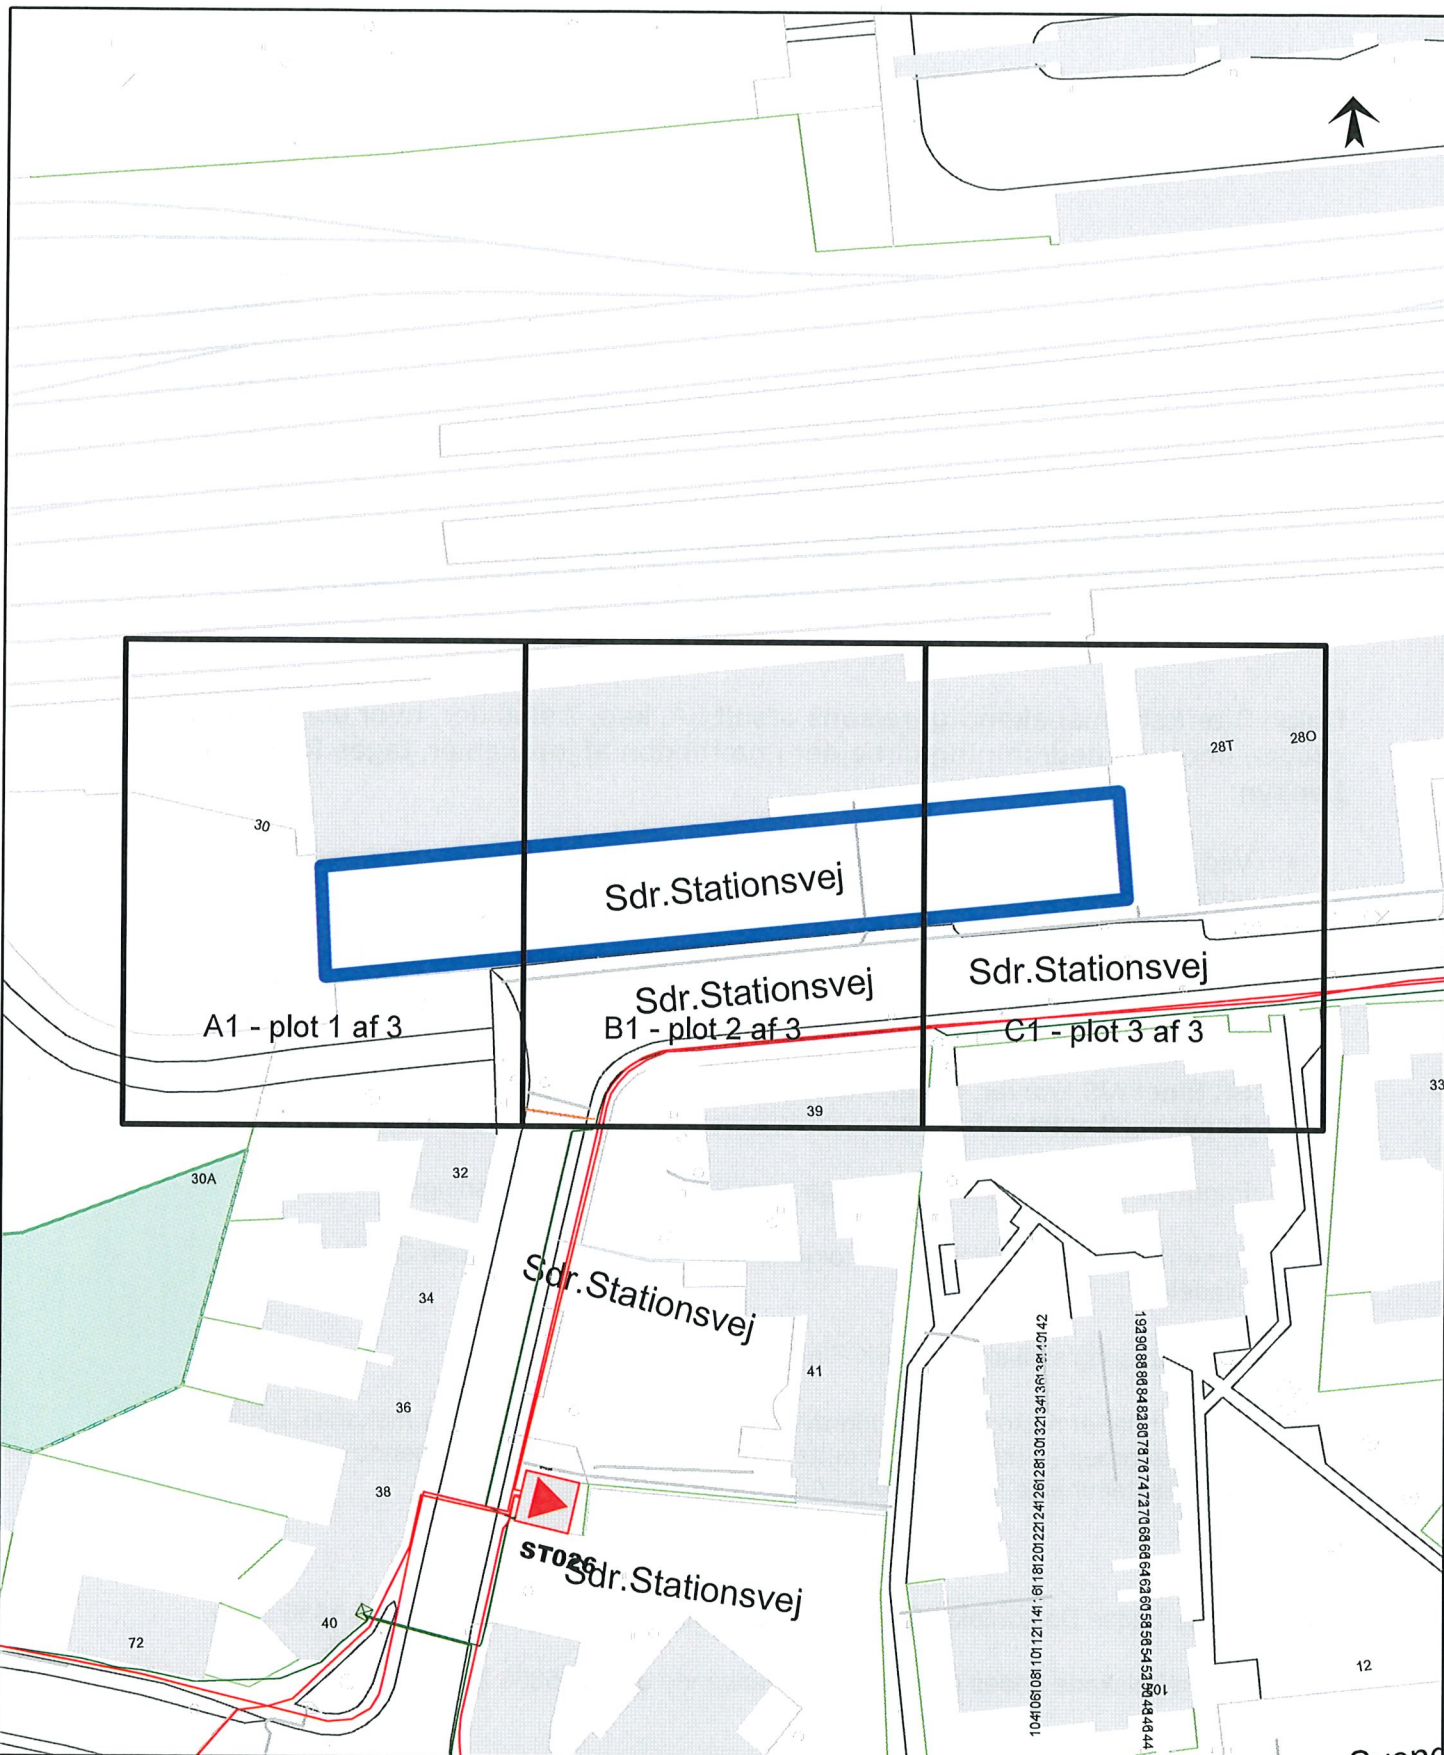 28T
28O
30
Sdr.Stationsvej
Sdr.Stationsvej
Sdr.Stationsvej
A1 - plot 1 af 3
B1 - plot 2 af 3
C1 - plot 3 af 3
33
39
32
30A
Sdr.Stationsvej
34
41
36
38
ST026
Sdr.Stationsvej
40
72
12